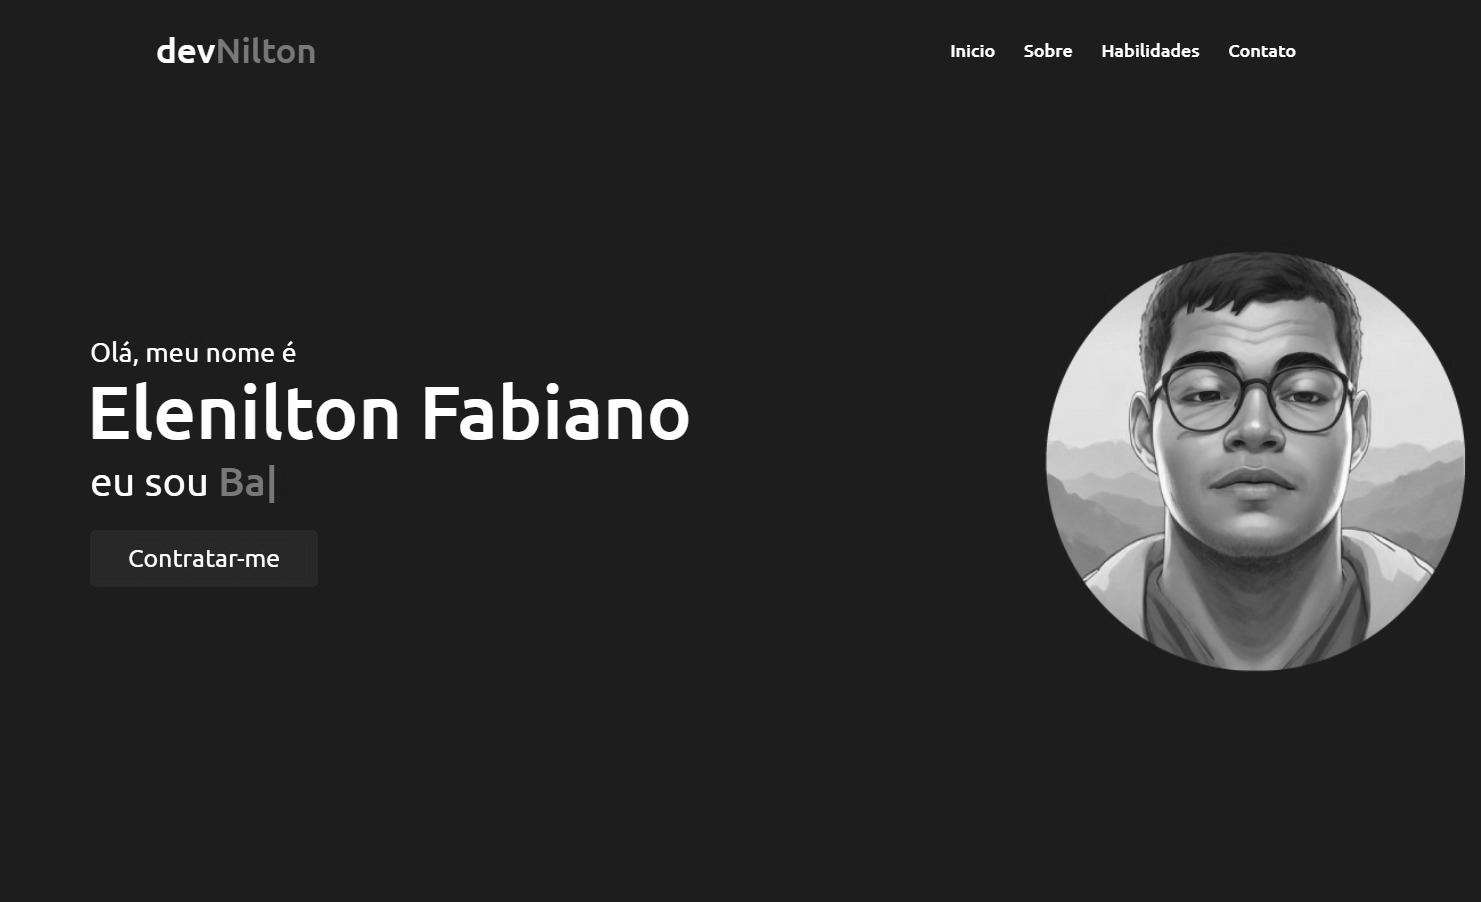 devNilton
Inicio Sobre Habilidades Contato
Olá, meu nome é
Elenilton Fabiano
eu sou Ba|
Contratar-me